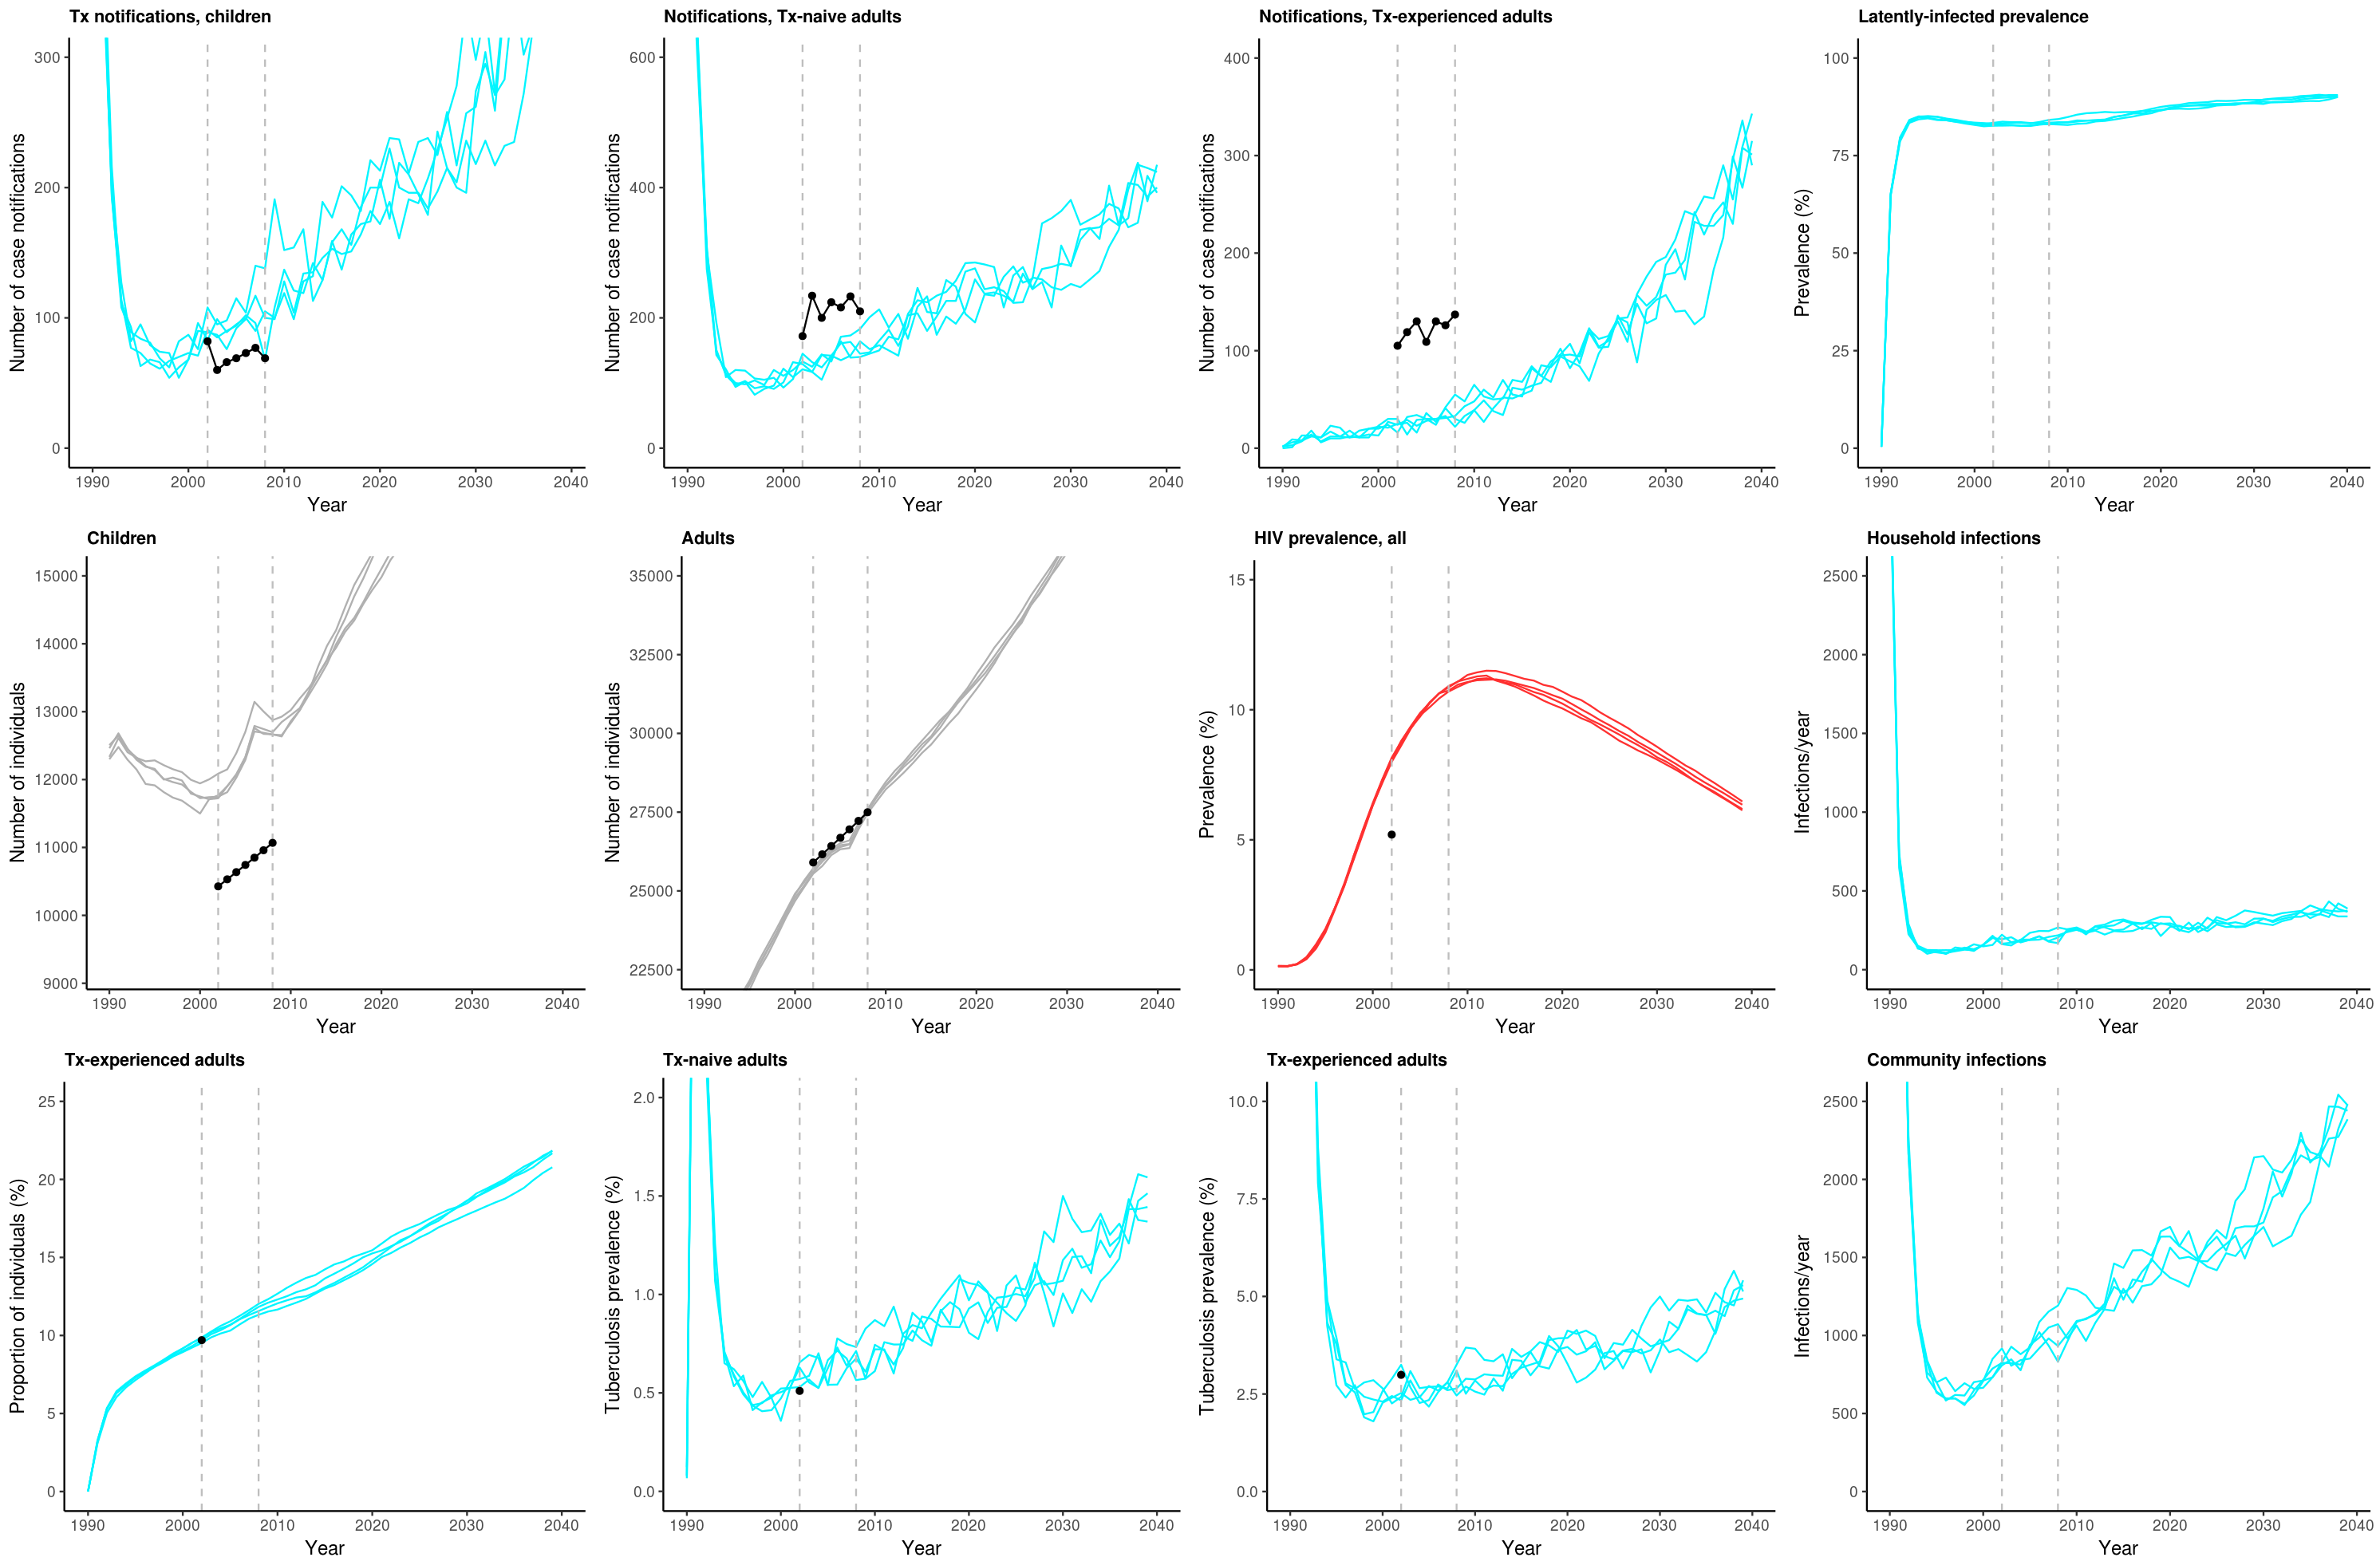 Tx notifications, children
Number of case notifications
300
200
100
0
1990 2000 2010 2020 2030 2040
Year
Notifications, Tx-naive adults
Number of case notifications
600
400
200
0
1990 2000 2010 2020 2030 2040
Year
Notifications, Tx-experienced adults
Number of case notifications
400
300
200
100
0
1990 2000 2010 2020 2030 2040
Year
Latently-infected prevalence
Prevalence (%)
100
75
50
25
0
1990 2000 2010 2020 2030 2040
Year
Children
Number of individuals
15000
14000
13000
12000
11000
10000
9000
1990 2000 2010 2020 2030 2040
Year
Adults
Number of individuals
35000
32500
30000
27500
25000
22500
1990 2000 2010 2020 2030 2040
Year
HIV prevalence, all
Prevalence (%)
15
10
5
0
1990 2000 2010 2020 2030 2040
Year
Household infections
Infections/year
2500
2000
1500
1000
500
0
1990 2000 2010 2020 2030 2040
Year
Tx-experienced adults
Proportion of individuals (%)
25
20
15
10
5
0
1990 2000 2010 2020 2030 2040
Year
Tx-naive adults
Tuberculosis prevalence (%)
2.0
1.5
1.0
0.5
0.0
1990 2000 2010 2020 2030 2040
Year
Tx-experienced adults
Tuberculosis prevalence (%)
10.0
7.5
5.0
2.5
0.0
1990 2000 2010 2020 2030 2040
Year
Community infections
Infections/year
2500
2000
1500
1000
500
0
1990 2000 2010 2020 2030 2040
Year